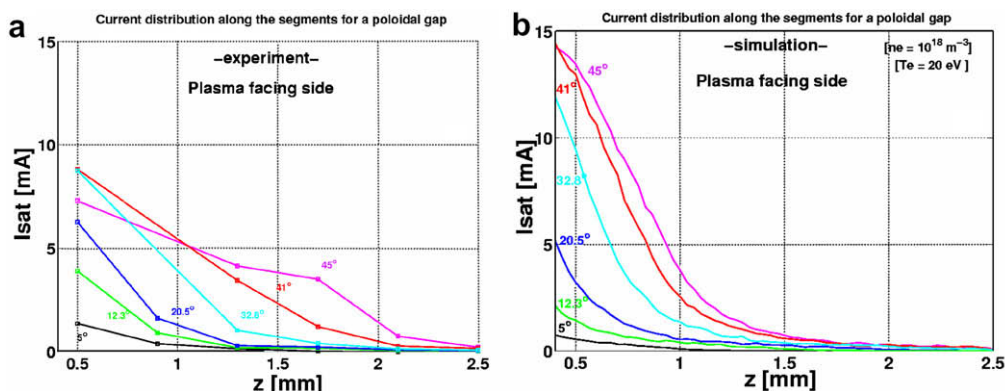 a
Current distribution along the segments for a poloidal gap
–experiment–
Plasma facing side
15
10
5
0
Isat [mA]
45°
41°
32.8°
20.5°
12.3°
5°
0.5
1
1.5
2
2.5
z [mm]
b
Current distribution along the segments for a poloidal gap
–simulation–
Plasma facing side
[ne = 10¹⁸ m⁻³]
[Te = 20 eV ]
15
10
5
0
Isat [mA]
45°
41°
32.8°
20.5°
12.3°
5°
0.5
1.0
1.5
2
2.5
z [mm]